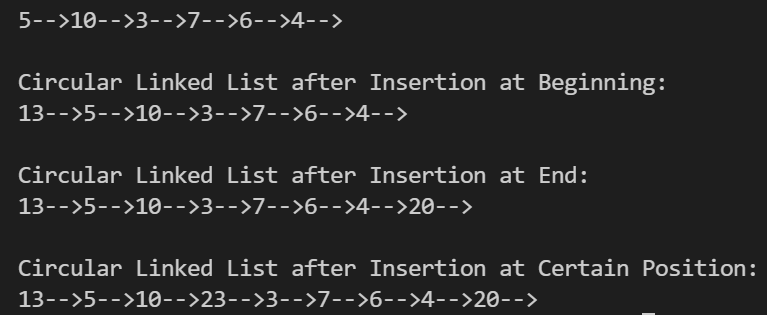 5-->10-->3-->7-->6-->4-->
Circular Linked List after Insertion at Beginning:
13-->5-->10-->3-->7-->6-->4-->
Circular Linked List after Insertion at End:
13-->5-->10-->3-->7-->6-->4-->20-->
Circular Linked List after Insertion at Certain Position:
13-->5-->10-->23-->3-->7-->6-->4-->20-->